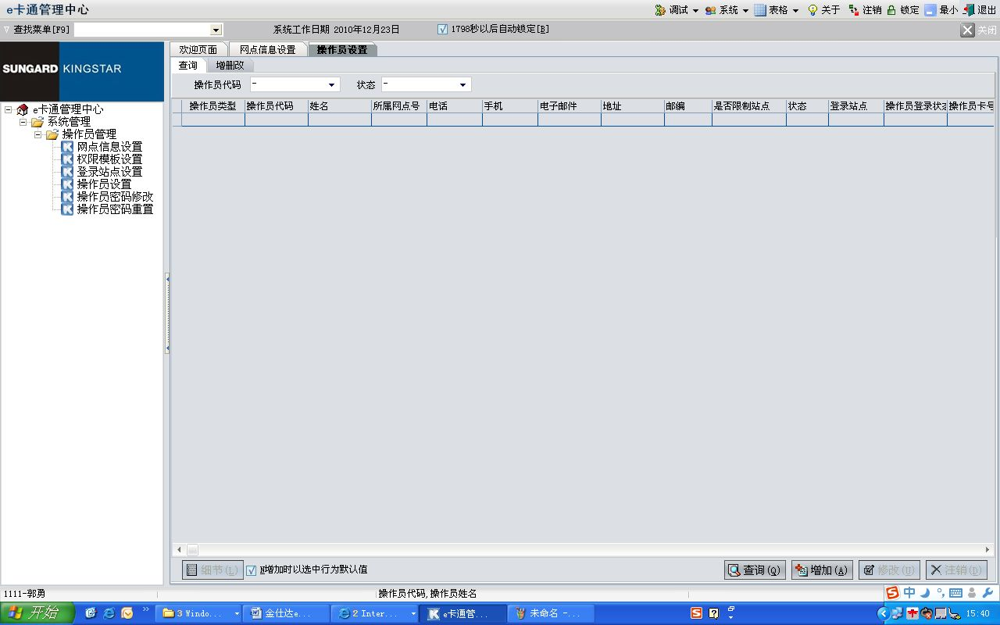 e卡通管理中心 调试 系统 表格 关于 注销 锁定 最小 退出
查找菜单[F9] 系统工作日期 2010年12月23日 1798秒以后自动锁定[B] 关闭
SUNGARD KINGSTAR
欢迎页面 网点信息设置 操作员设置
查询 增删改
操作员代码 - 状态 -
操作员类型 操作员代码 姓名 所属网点号 电话 手机 电子邮件 地址 邮编 是否限制站点 状态 登录站点 操作员登录状态 操作员卡号
e卡通管理中心
系统管理
操作员管理
网点信息设置
权限模板设置
登录站点设置
操作员设置
操作员密码修改
操作员密码重置
细节(L) N增加时以选中行为默认值 查询(Q) 增加(A) 修改(U) 注销(D)
1111-郭勇 操作员代码,操作员姓名 中
开始 3 Windo... 金仕达e... 2 Inter... e卡通管... 未命名 -... 15:40